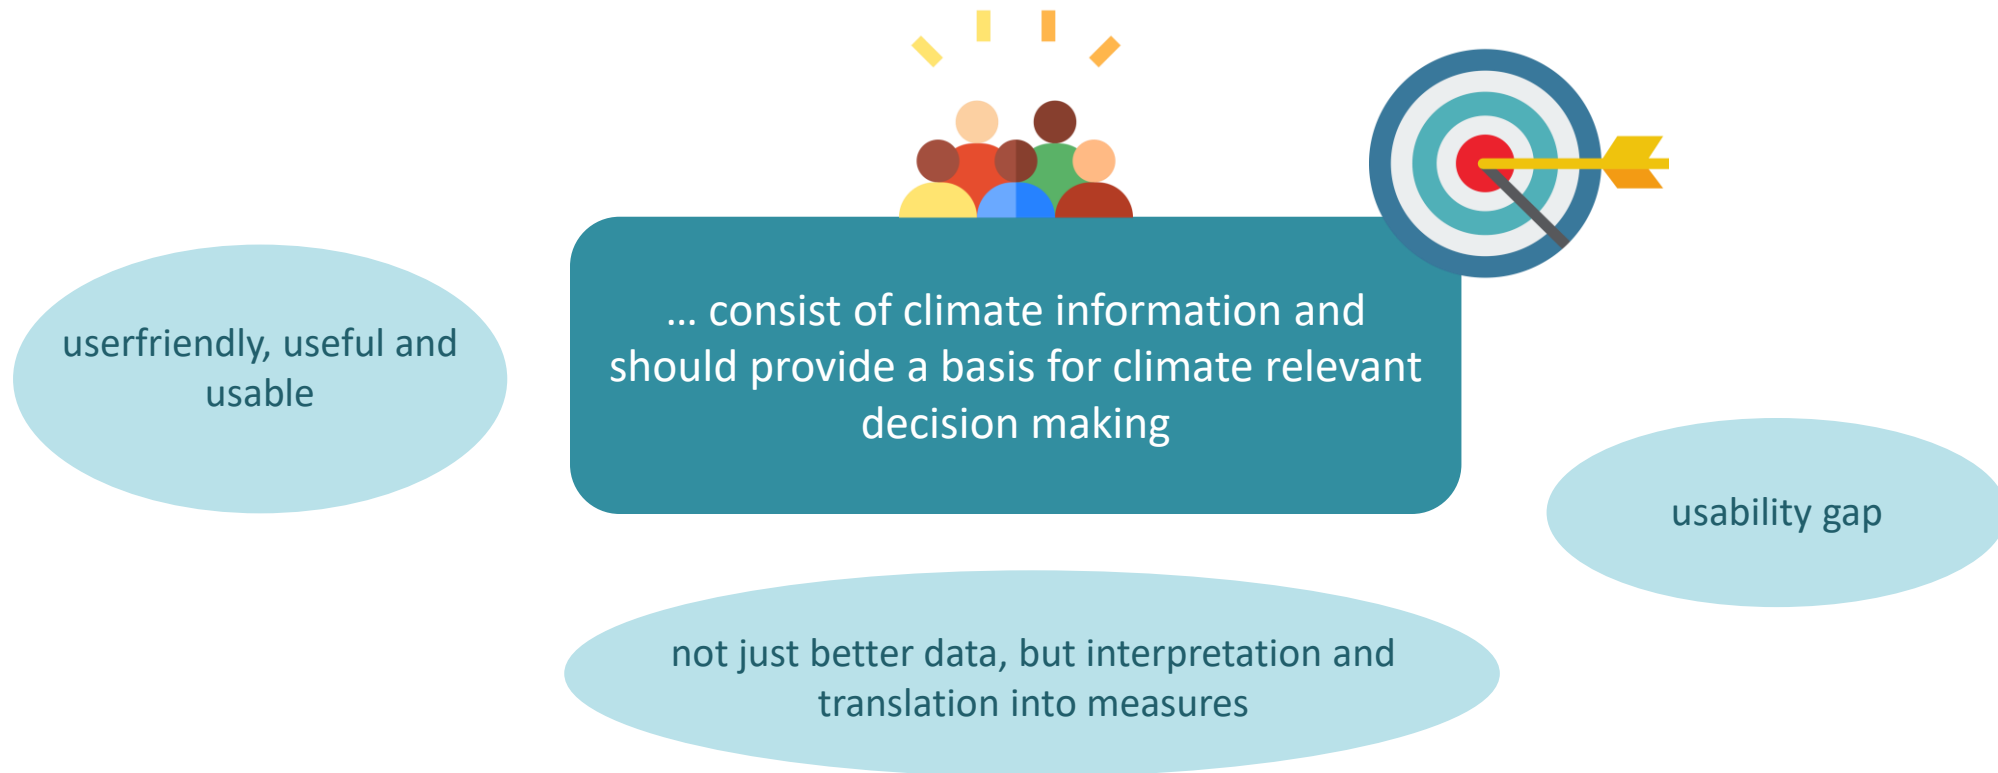 userfriendly, useful and
usable
... consist of climate information and
should provide a basis for climate relevant
decision making
usability gap
not just better data, but interpretation and
translation into measures